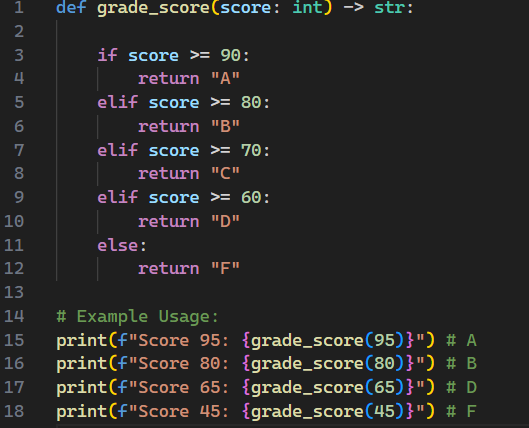 1 def grade_score(score: int) -> str:
2
3     if score >= 90:
4         return "A"
5     elif score >= 80:
6         return "B"
7     elif score >= 70:
8         return "C"
9     elif score >= 60:
10         return "D"
11     else:
12         return "F"
13
14 # Example Usage:
15 print(f"Score 95: {grade_score(95)}") # A
16 print(f"Score 80: {grade_score(80)}") # B
17 print(f"Score 65: {grade_score(65)}") # D
18 print(f"Score 45: {grade_score(45)}") # F